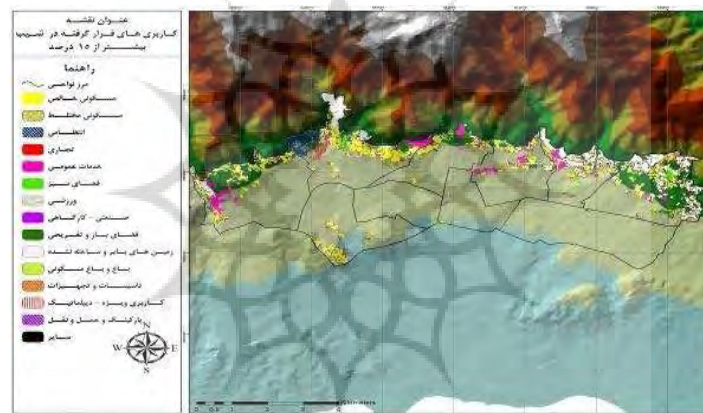 عنوان نقشه
کاربری های قرار گرفته در شیب
بیشتر از ۱۵ درصد
راهنما
مرز نواحی
مسکونی خالص
مسکونی مختلط
انتظامی
تجاری
خدمات عمومی
فضای سبز
ورزشی
صنعتی - کارگاهی
فضای باز و تفریحی
زمین های بایر و ساخته نشده
باغ و باغ مسکونی
تاسیسات و تجهیزات
کاربری ویژه - دیپلماتیک
پارکینگ و حمل و نقل
سایر
N
W E
S